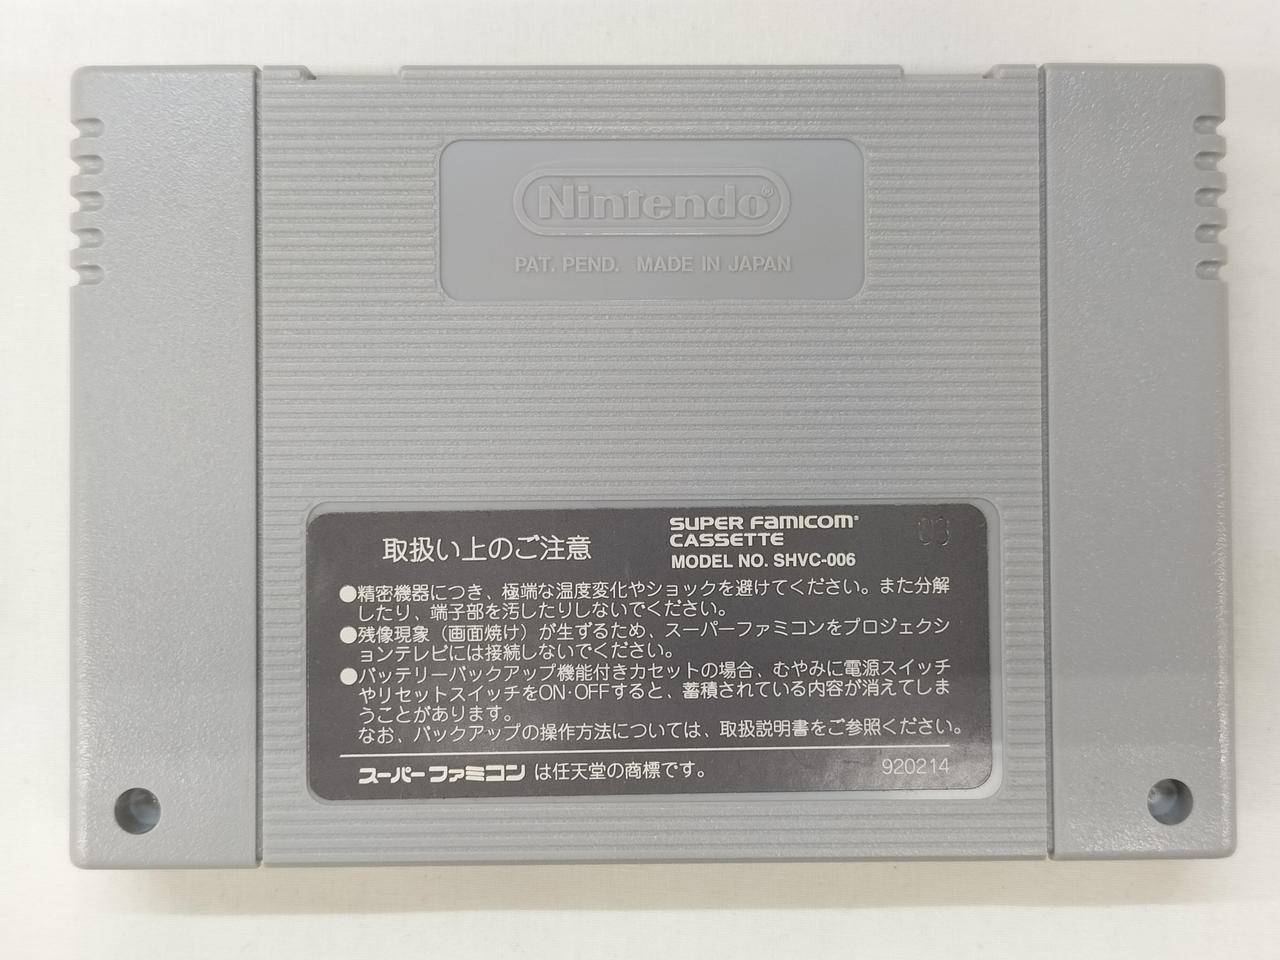 Nintendo®
PAT. PEND. MADE IN JAPAN
取扱い上のご注意
SUPER FAMICOM®
CASSETTE
MODEL NO. SHVC-006
03
●精密機器につき、極端な温度変化やショックを避けてください。また分解
したり、端子部を汚したりしないでください。
●残像現象（画面焼け）が生ずるため、スーパーファミコンをプロジェクシ
ョンテレビには接続しないでください。
●バッテリーバックアップ機能付きカセットの場合、むやみに電源スイッチ
やリセットスイッチをON·OFFすると、蓄積されている内容が消えてしま
うことがあります。
なお、バックアップの操作方法については、取扱説明書をご参照ください。
スーパーファミコン は任天堂の商標です。
920214